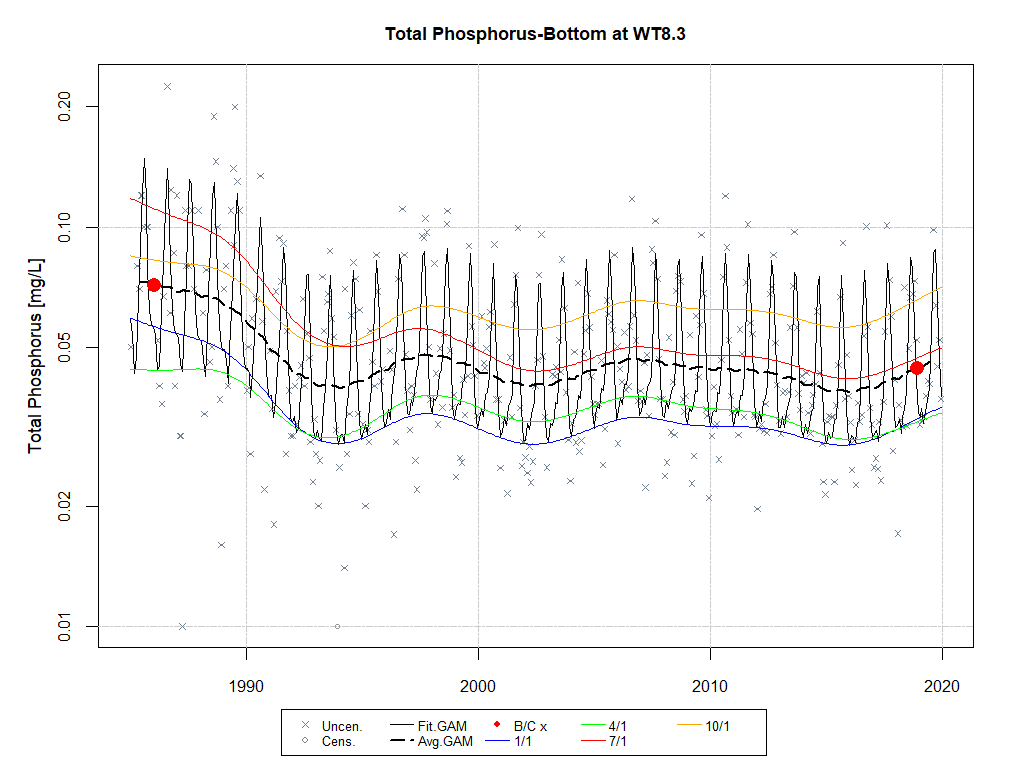 Total Phosphorus-Bottom at WT8.3
Total Phosphorus [mg/L]
0.20
0.10
0.05
0.02
0.01
1990 2000 2010 2020
Uncen. Fit.GAM B/C x 4/1 10/1
Cens. Avg.GAM 1/1 7/1